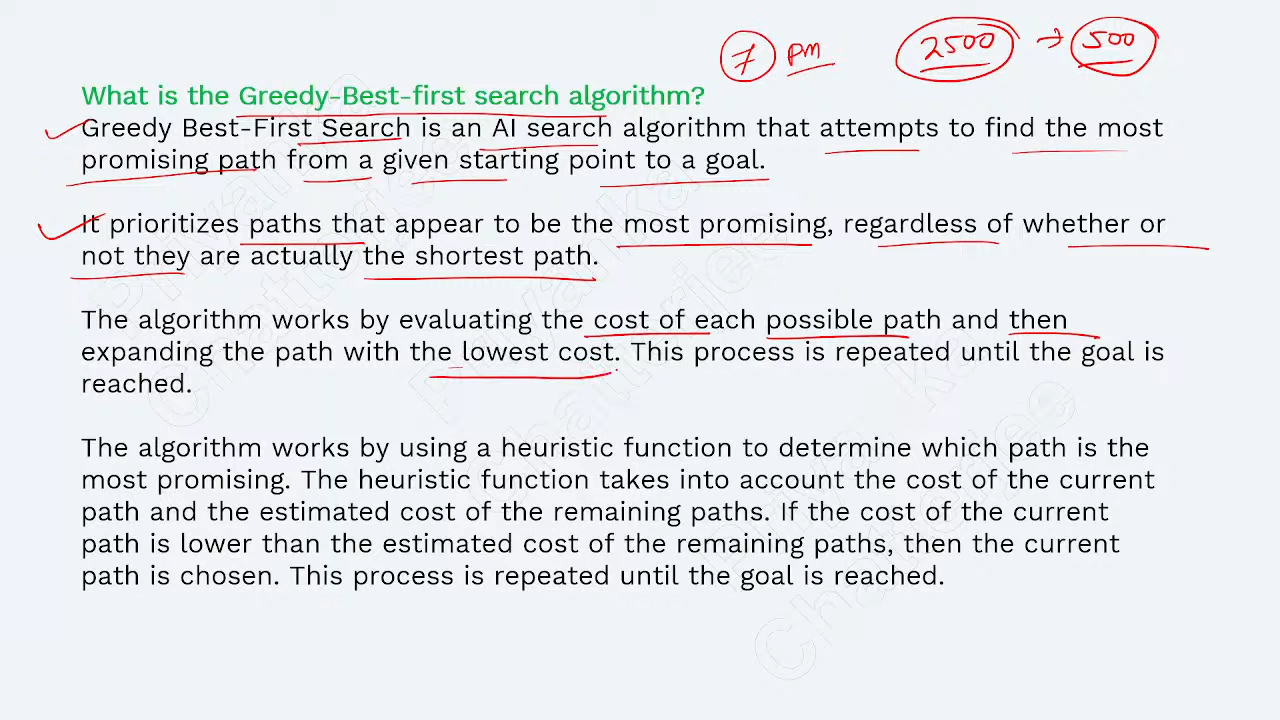 7 pm 2500 → 500
What is the Greedy-Best-first search algorithm?
Greedy Best-First Search is an AI search algorithm that attempts to find the most
promising path from a given starting point to a goal.
It prioritizes paths that appear to be the most promising, regardless of whether or
not they are actually the shortest path.
The algorithm works by evaluating the cost of each possible path and then
expanding the path with the lowest cost. This process is repeated until the goal is
reached.
The algorithm works by using a heuristic function to determine which path is the
most promising. The heuristic function takes into account the cost of the current
path and the estimated cost of the remaining paths. If the cost of the current
path is lower than the estimated cost of the remaining paths, then the current
path is chosen. This process is repeated until the goal is reached.
Priyanka
Chatterjee
Priyanka
Chatterjee
Priyanka
Chatterjee